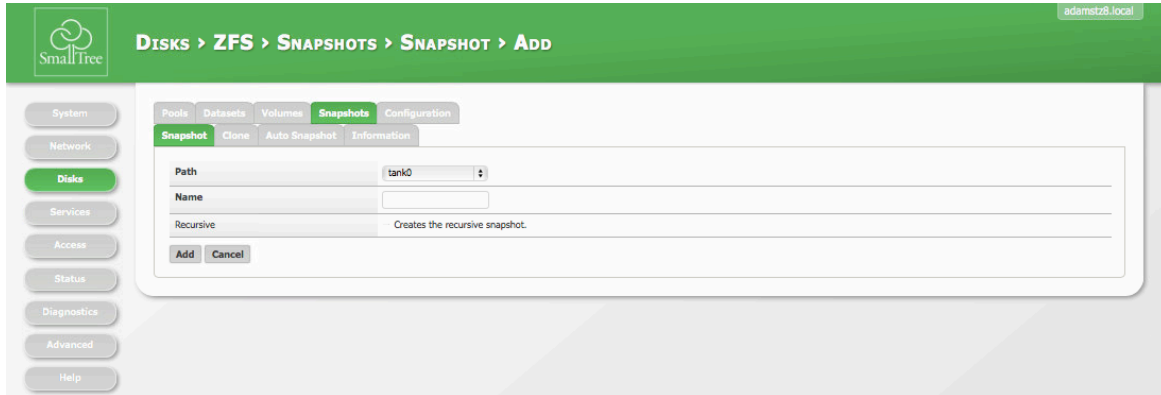 adamstz8.local
SmallTree
Disks > ZFS > Snapshots > Snapshot > Add
System
Network
Disks
Services
Access
Status
Diagnostics
Advanced
Help
Pools Datasets Volumes Snapshots Configuration
Snapshot Clone Auto Snapshot Information
Path tank0
Name
Recursive Creates the recursive snapshot.
Add Cancel